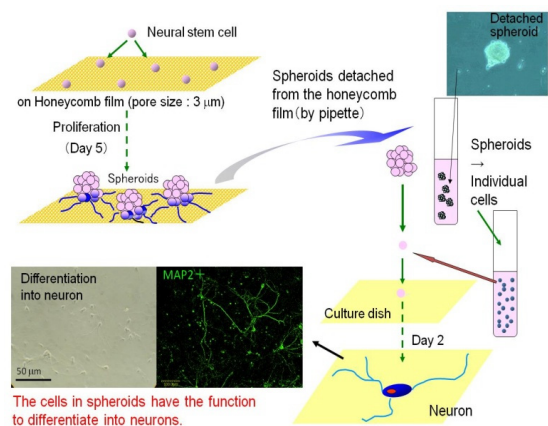 Neural stem cell
on Honeycomb film (pore size : 3 μm)
Proliferation
(Day 5)
Spheroids
Spheroids detached
from the honeycomb
film (by pipette)
Detached
spheroid
Spheroids
→
Individual
cells
Culture dish
Day 2
Neuron
Differentiation
into neuron
50 μm
MAP2+
The cells in spheroids have the function
to differentiate into neurons.